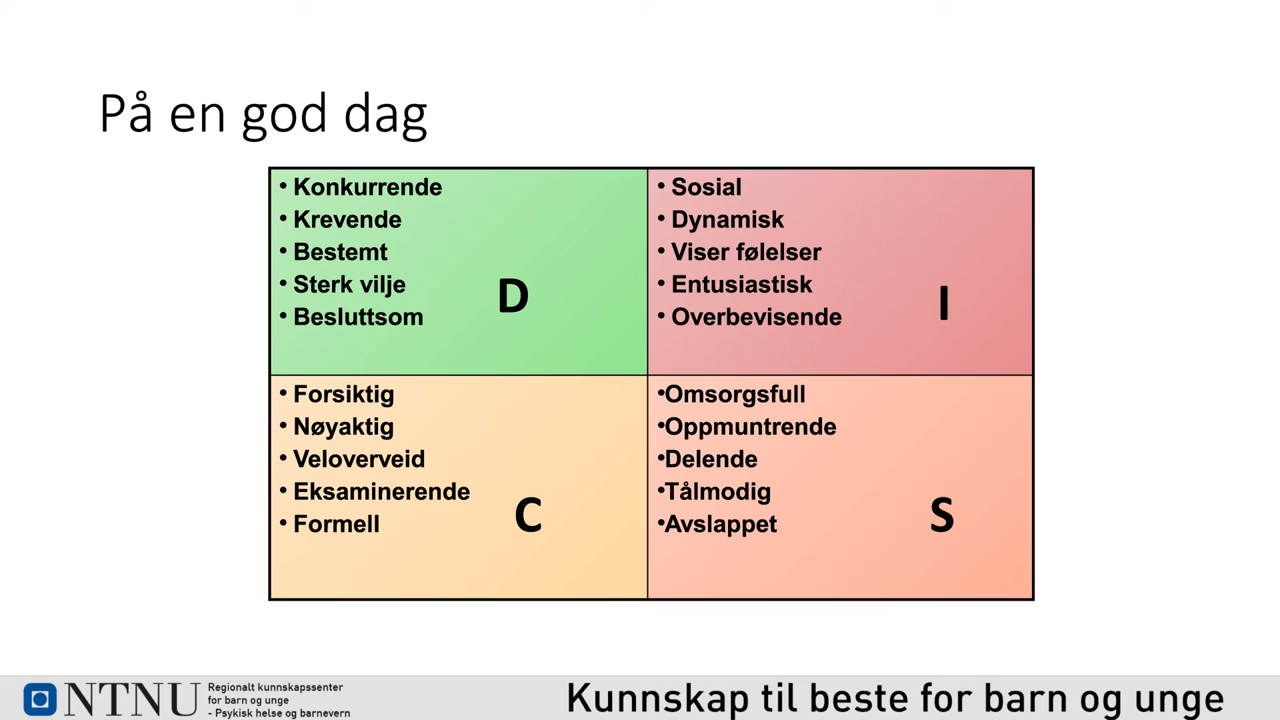 På en god dag
• Konkurrende
• Krevende
• Bestemt
• Sterk vilje
• Besluttsom
D
• Sosial
• Dynamisk
• Viser følelser
• Entusiastisk
• Overbevisende
I
• Forsiktig
• Nøyaktig
• Veloverveid
• Eksaminerende
• Formell
C
•Omsorgsfull
•Oppmuntrende
•Delende
•Tålmodig
•Avslappet
S
NTNU
Regionalt kunnskapssenter
for barn og unge
- Psykisk helse og barnevern
Kunnskap til beste for barn og unge